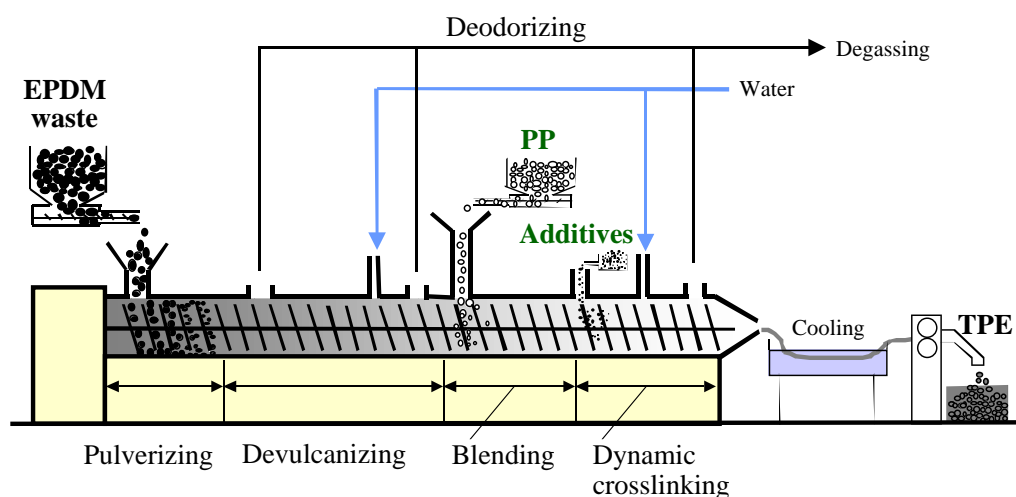 Deodorizing
Degassing
EPDM
waste
Water
PP
Additives
Cooling
TPE
Pulverizing
Devulcanizing
Blending
Dynamic
crosslinking